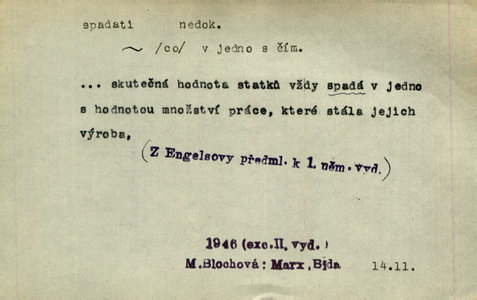 spadati nedok.
~ /co/ v jedno s čím.
... skutečná hodnota statků vždy spadá v jedno
s hodnotou množství práce, které stála jejich
výroba,
(Z Engelsovy předml. k 1. něm. vyd.)
1946 (exc. II. vyd.)
M. Blochová: Marx, Bída 14.11.